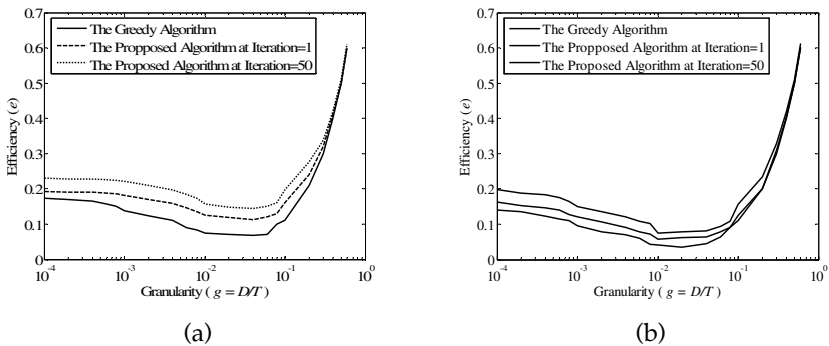 0.7
The Greedy Algorithm
0.6
The Propposed Algorithm at Iteration=1
The Proposed Algorithm at Iteration=50
0.5
0.4
0.3
0.2
0.1
0
Efficiency (e)
10-4 10-3 10-2 10-1 100
Granularity ( g = D/T )
(a)
0.7
The Greedy Algorithm
0.6
The Propposed Algorithm at Iteration=1
The Proposed Algorithm at Iteration=50
0.5
0.4
0.3
0.2
0.1
0
Efficiency (e)
10-4 10-3 10-2 10-1 100
Granularity ( g = D/T )
(b)